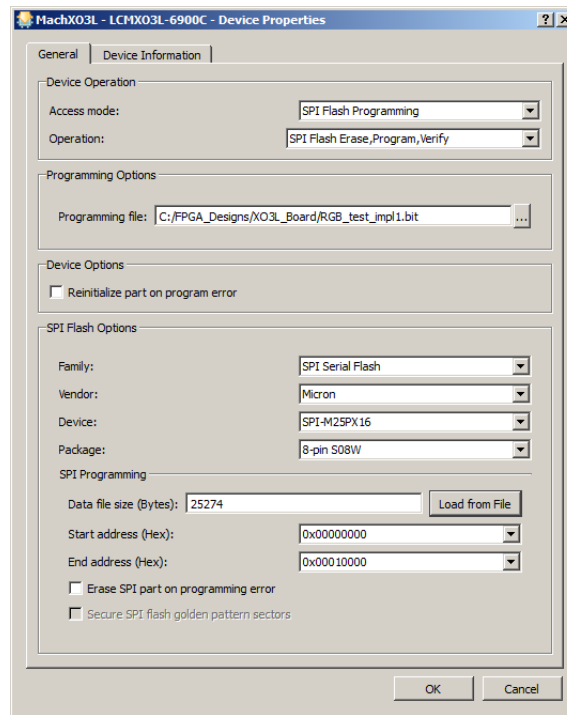 MachXO3L - LCMXO3L-6900C - Device Properties
General Device Information
Device Operation
Access mode: SPI Flash Programming
Operation: SPI Flash Erase,Program,Verify
Programming Options
Programming file: C:/FPGA_Designs/XO3L_Board/RGB_test_impl1.bit ...
Device Options
Reinitialize part on program error
SPI Flash Options
Family: SPI Serial Flash
Vendor: Micron
Device: SPI-M25PX16
Package: 8-pin SO8W
SPI Programming
Data file size (Bytes): 25274 Load from File
Start address (Hex): 0x00000000
End address (Hex): 0x00010000
Erase SPI part on programming error
Secure SPI flash golden pattern sectors
OK Cancel